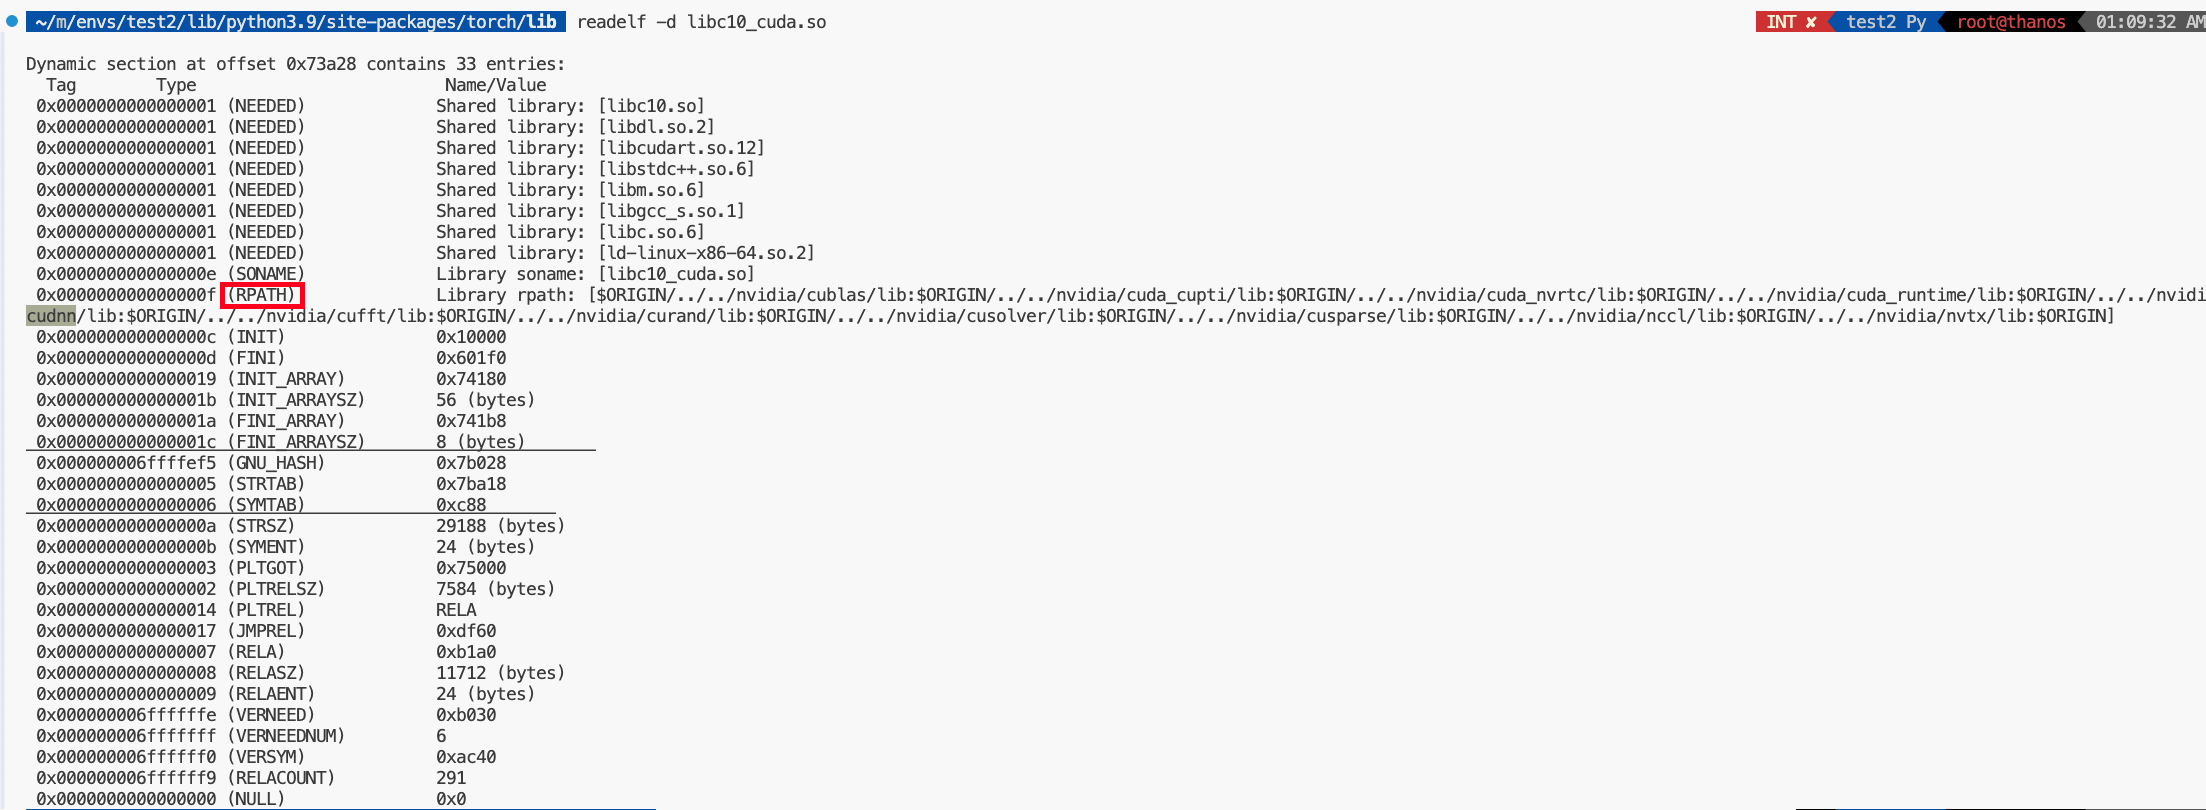 ~/m/envs/test2/lib/python3.9/site-packages/torch/lib readelf -d libc10_cuda.so INT ✘ test2 Py root@thanos 01:09:32 AM
Dynamic section at offset 0x73a28 contains 33 entries:
Tag Type Name/Value
0x0000000000000001 (NEEDED) Shared library: [libc10.so]
0x0000000000000001 (NEEDED) Shared library: [libdl.so.2]
0x0000000000000001 (NEEDED) Shared library: [libcudart.so.12]
0x0000000000000001 (NEEDED) Shared library: [libstdc++.so.6]
0x0000000000000001 (NEEDED) Shared library: [libm.so.6]
0x0000000000000001 (NEEDED) Shared library: [libgcc_s.so.1]
0x0000000000000001 (NEEDED) Shared library: [libc.so.6]
0x0000000000000001 (NEEDED) Shared library: [ld-linux-x86-64.so.2]
0x000000000000000e (SONAME) Library soname: [libc10_cuda.so]
0x000000000000000f (RPATH) Library rpath: [$ORIGIN/../../nvidia/cublas/lib:$ORIGIN/../../nvidia/cuda_cupti/lib:$ORIGIN/../../nvidia/cuda_nvrtc/lib:$ORIGIN/../../nvidia/cuda_runtime/lib:$ORIGIN/../../nvidi
cudnn/lib:$ORIGIN/../../nvidia/cufft/lib:$ORIGIN/../../nvidia/curand/lib:$ORIGIN/../../nvidia/cusolver/lib:$ORIGIN/../../nvidia/cusparse/lib:$ORIGIN/../../nvidia/nccl/lib:$ORIGIN/../../nvidia/nvtx/lib:$ORIGIN]
0x000000000000000c (INIT) 0x10000
0x000000000000000d (FINI) 0x601f0
0x0000000000000019 (INIT_ARRAY) 0x74180
0x000000000000001b (INIT_ARRAYSZ) 56 (bytes)
0x000000000000001a (FINI_ARRAY) 0x741b8
0x000000000000001c (FINI_ARRAYSZ) 8 (bytes)
0x000000006ffffef5 (GNU_HASH) 0x7b028
0x0000000000000005 (STRTAB) 0x7ba18
0x0000000000000006 (SYMTAB) 0xc88
0x000000000000000a (STRSZ) 29188 (bytes)
0x000000000000000b (SYMENT) 24 (bytes)
0x0000000000000003 (PLTGOT) 0x75000
0x0000000000000002 (PLTRELSZ) 7584 (bytes)
0x0000000000000014 (PLTREL) RELA
0x0000000000000017 (JMPREL) 0xdf60
0x0000000000000007 (RELA) 0xb1a0
0x0000000000000008 (RELASZ) 11712 (bytes)
0x0000000000000009 (RELAENT) 24 (bytes)
0x000000006ffffffe (VERNEED) 0xb030
0x000000006fffffff (VERNEEDNUM) 6
0x000000006ffffff0 (VERSYM) 0xac40
0x000000006ffffff9 (RELACOUNT) 291
0x0000000000000000 (NULL) 0x0